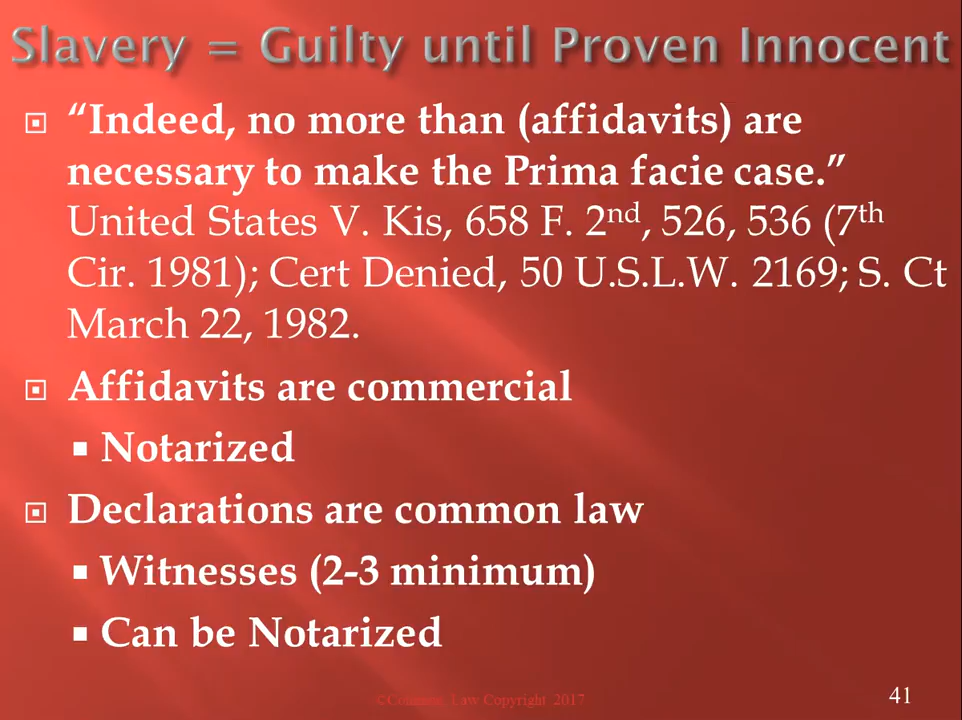 Slavery = Guilty until Proven Innocent
“Indeed, no more than (affidavits) are
necessary to make the Prima facie case.”
United States V. Kis, 658 F. 2nd, 526, 536 (7th
Cir. 1981); Cert Denied, 50 U.S.L.W. 2169; S. Ct
March 22, 1982.
Affidavits are commercial
Notarized
Declarations are common law
Witnesses (2-3 minimum)
Can be Notarized
©Common Law Copyright 2017
41